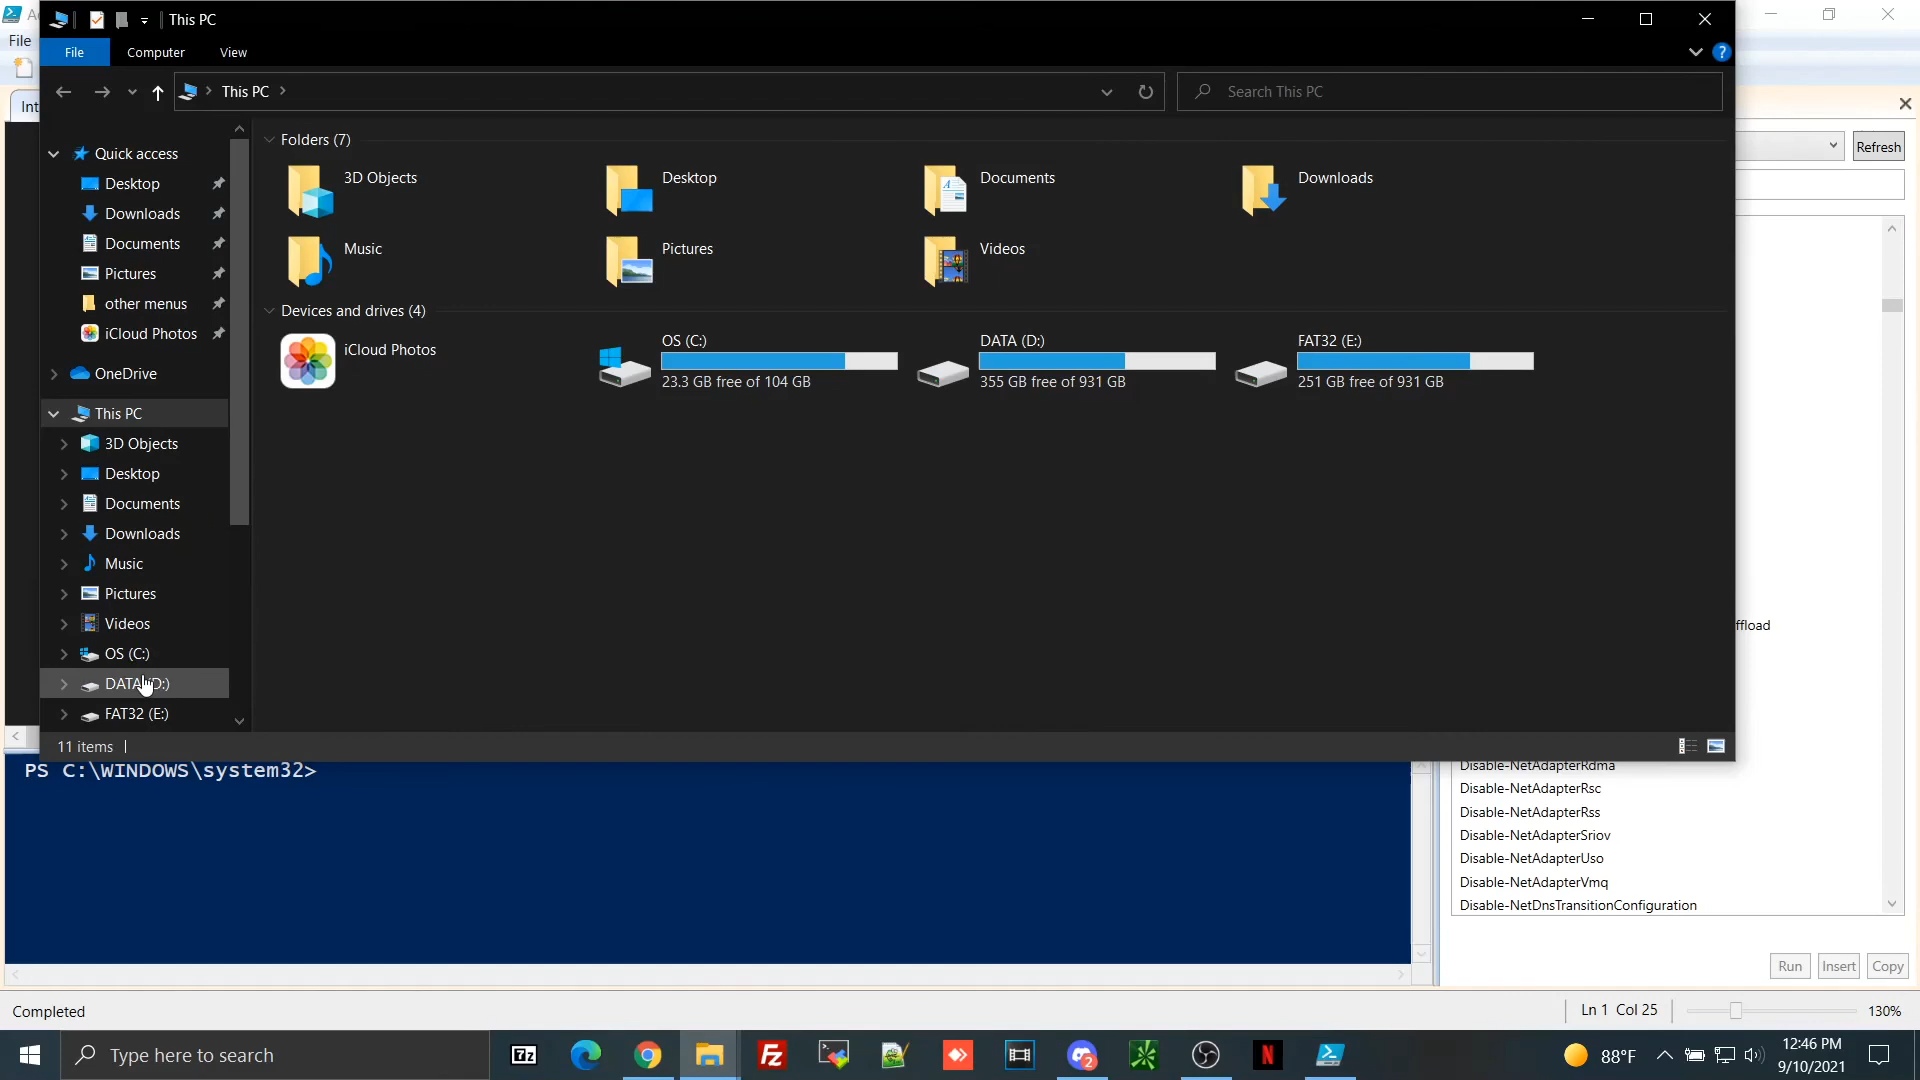 This PC
File
File
Computer
View
?
This PC
Search This PC
Int
Quick access
Desktop
Downloads
Documents
Pictures
other menus
iCloud Photos
OneDrive
This PC
3D Objects
Desktop
Documents
Downloads
Music
Pictures
Videos
OS (C:)
DATA (D:)
FAT32 (E:)
Folders (7)
3D Objects
Desktop
Documents
Downloads
Music
Pictures
Videos
Devices and drives (4)
iCloud Photos
OS (C:)
23.3 GB free of 104 GB
DATA (D:)
355 GB free of 931 GB
FAT32 (E:)
251 GB free of 931 GB
11 items
Refresh
ffload
Disable-NetAdapterRdma
Disable-NetAdapterRsc
Disable-NetAdapterRss
Disable-NetAdapterSriov
Disable-NetAdapterUso
Disable-NetAdapterVmq
Disable-NetDnsTransitionConfiguration
PS C:\WINDOWS\system32>
Run
Insert
Copy
Completed
Ln 1 Col 25
130%
Type here to search
7z
Fz
2
N
88°F
12:46 PM
9/10/2021